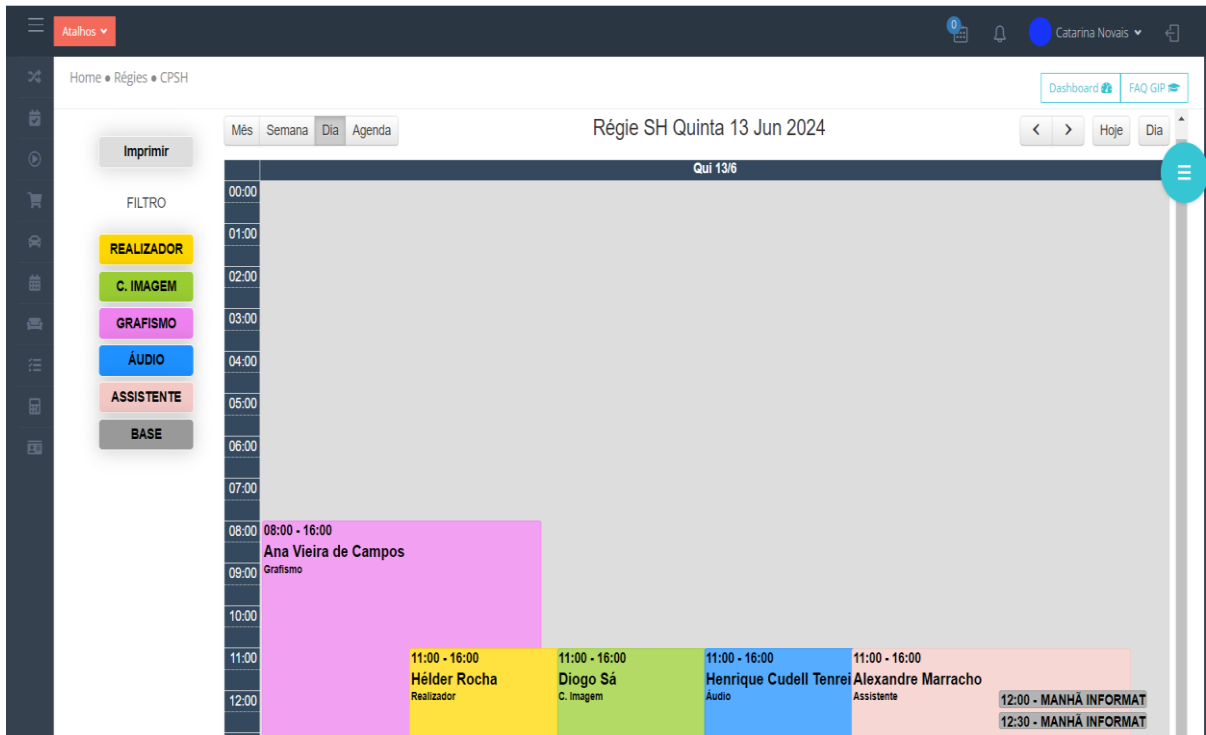 Atalhos
0
Catarina Novais
Home • Régies • CPSH
Dashboard
FAQ GIP
Imprimir
FILTRO
REALIZADOR
C. IMAGEM
GRAFISMO
ÁUDIO
ASSISTENTE
BASE
Mês Semana Dia Agenda
Régie SH Quinta 13 Jun 2024
Hoje Dia
Qui 13/6
00:00
01:00
02:00
03:00
04:00
05:00
06:00
07:00
08:00
09:00
10:00
11:00
12:00
08:00 - 16:00
Ana Vieira de Campos
Grafismo
11:00 - 16:00
Hélder Rocha
Realizador
11:00 - 16:00
Diogo Sá
C. Imagem
11:00 - 16:00
Henrique Cudell Tenrei
Áudio
11:00 - 16:00
Alexandre Marracho
Assistente
12:00 - MANHÃ INFORMAT
12:30 - MANHÃ INFORMAT